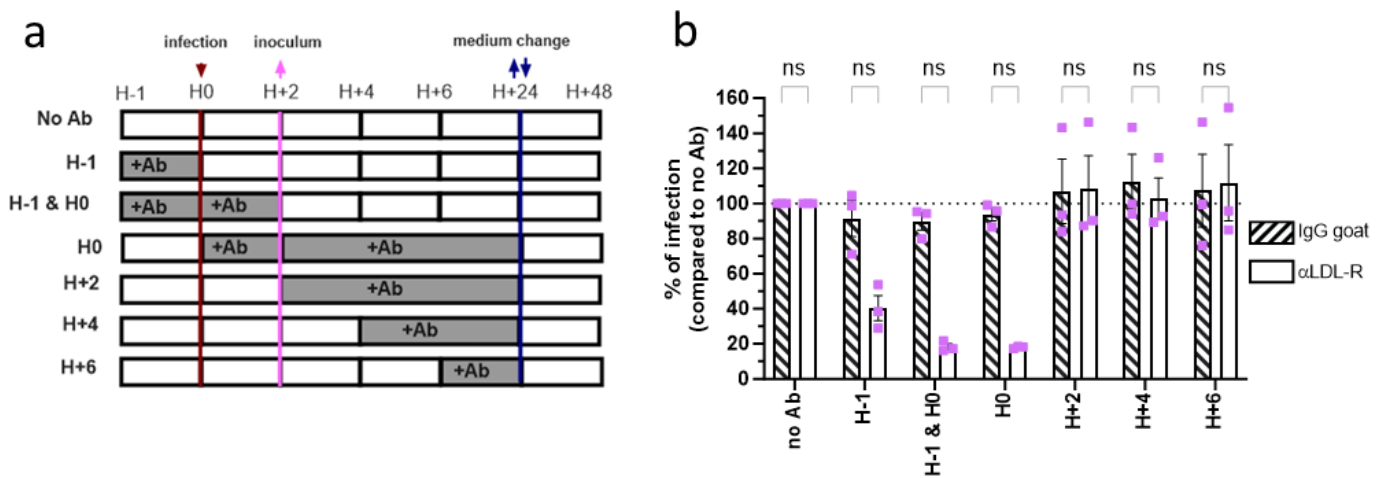 a
infection inoculum medium change
H-1 H0 H+2 H+4 H+6 H+24 H+48
No Ab
H-1 +Ab
H-1 & H0 +Ab +Ab
H0 +Ab +Ab
H+2 +Ab
H+4 +Ab
H+6 +Ab
b
ns ns ns ns ns ns ns
% of infection
(compared to no Ab)
160
140
120
100
80
60
40
20
0
no Ab H-1 H-1 & H0 H0 H+2 H+4 H+6
IgG goat
αLDL-R